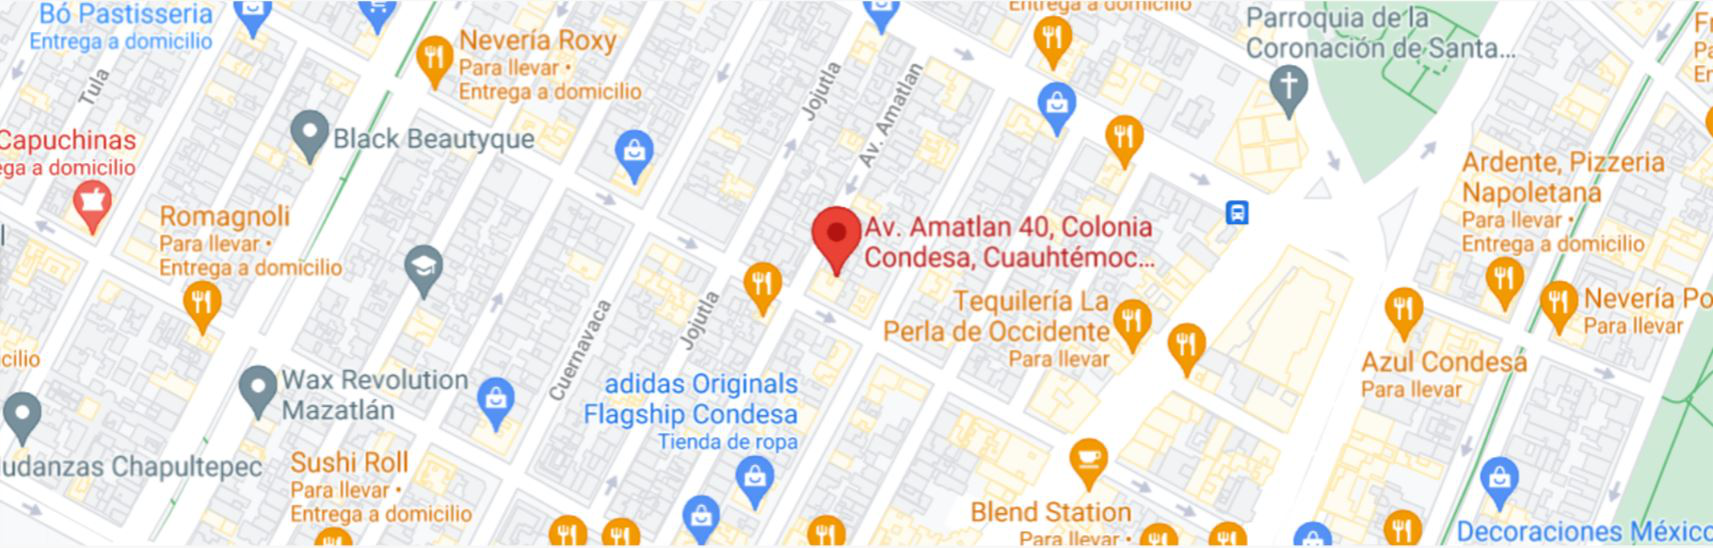 Bó Pastisseria
Entrega a domicilio
Tula
Nevería Roxy
Para llevar •
Entrega a domicilio
Jojutla
Av. Amatlan
Entrega a domicilio
Parroquia de la
Coronación de Santa...
Capuchinas
ega a domicilio
Black Beautyque
Ardente, Pizzeria
Napoletana
Para llevar •
Entrega a domicilio
Romagnoli
Para llevar •
Entrega a domicilio
Av. Amatlan 40, Colonia
Condesa, Cuauhtémoc...
Tequilería La
Perla de Occidente
Para llevar
Nevería Po
Para llevar
Azul Condesa
Para llevar
Jojutla
Cuernavaca
cilio
Wax Revolution
Mazatlán
adidas Originals
Flagship Condesa
Tienda de ropa
udanzas Chapultepec
Sushi Roll
Para llevar •
Entrega a domicilio
Blend Station
Para llevar •
Decoraciones México